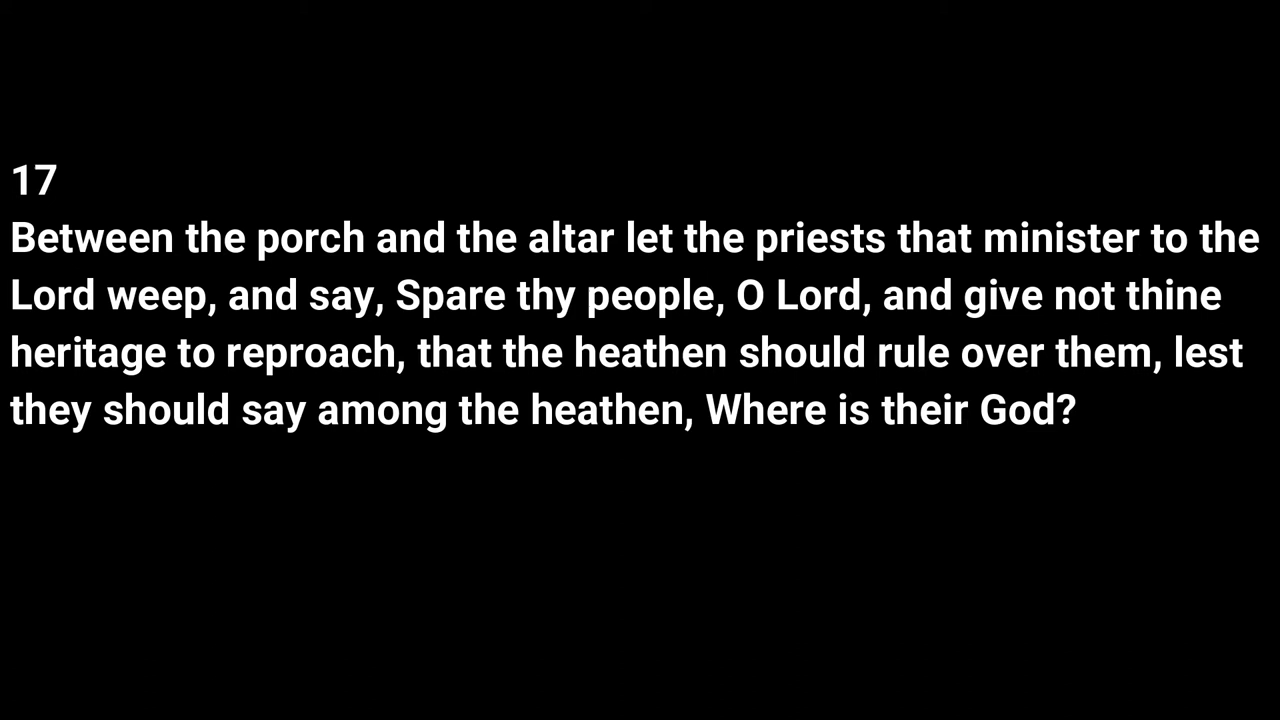 17
Between the porch and the altar let the priests that minister to the
Lord weep, and say, Spare thy people, O Lord, and give not thine
heritage to reproach, that the heathen should rule over them, lest
they should say among the heathen, Where is their God?